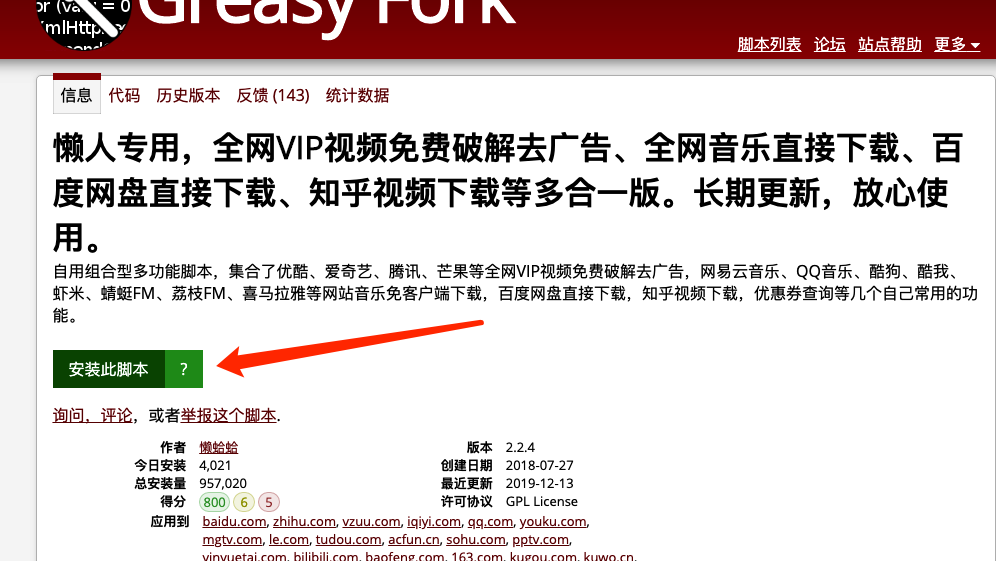 or (va = 0
XmlHttp
Greasy Fork
脚本列表 论坛 站点帮助 更多
信息 代码 历史版本 反馈 (143) 统计数据
懒人专用，全网VIP视频免费破解去广告、全网音乐直接下载、百
度网盘直接下载、知乎视频下载等多合一版。长期更新，放心使
用。
自用组合型多功能脚本，集合了优酷、爱奇艺、腾讯、芒果等全网VIP视频免费破解去广告，网易云音乐、QQ音乐、酷狗、酷我、
虾米、蜻蜓FM、荔枝FM、喜马拉雅等网站音乐免客户端下载，百度网盘直接下载，知乎视频下载，优惠券查询等几个自己常用的功
能。
安装此脚本 ?
询问，评论，或者举报这个脚本.
作者 懒蛤蛤 版本 2.2.4
今日安装 4,021 创建日期 2018-07-27
总安装量 957,020 最近更新 2019-12-13
得分 800 6 5 许可协议 GPL License
应用到 baidu.com, zhihu.com, vzuu.com, iqiyi.com, qq.com, youku.com,
mgtv.com, le.com, tudou.com, acfun.cn, sohu.com, pptv.com,
yinyuetai.com, bilibili.com, baofeng.com, 163.com, kugou.com, kuwo.cn,